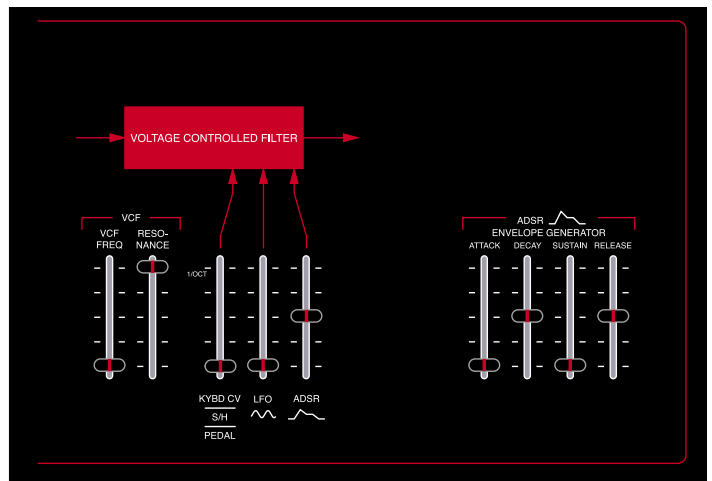 VOLTAGE CONTROLLED FILTER
VCF
VCF
FREQ
RESO-
NANCE
ADSR
ENVELOPE GENERATOR
ATTACK DECAY SUSTAIN RELEASE
1/OCT
KYBD CV
S/H
PEDAL
LFO
ADSR